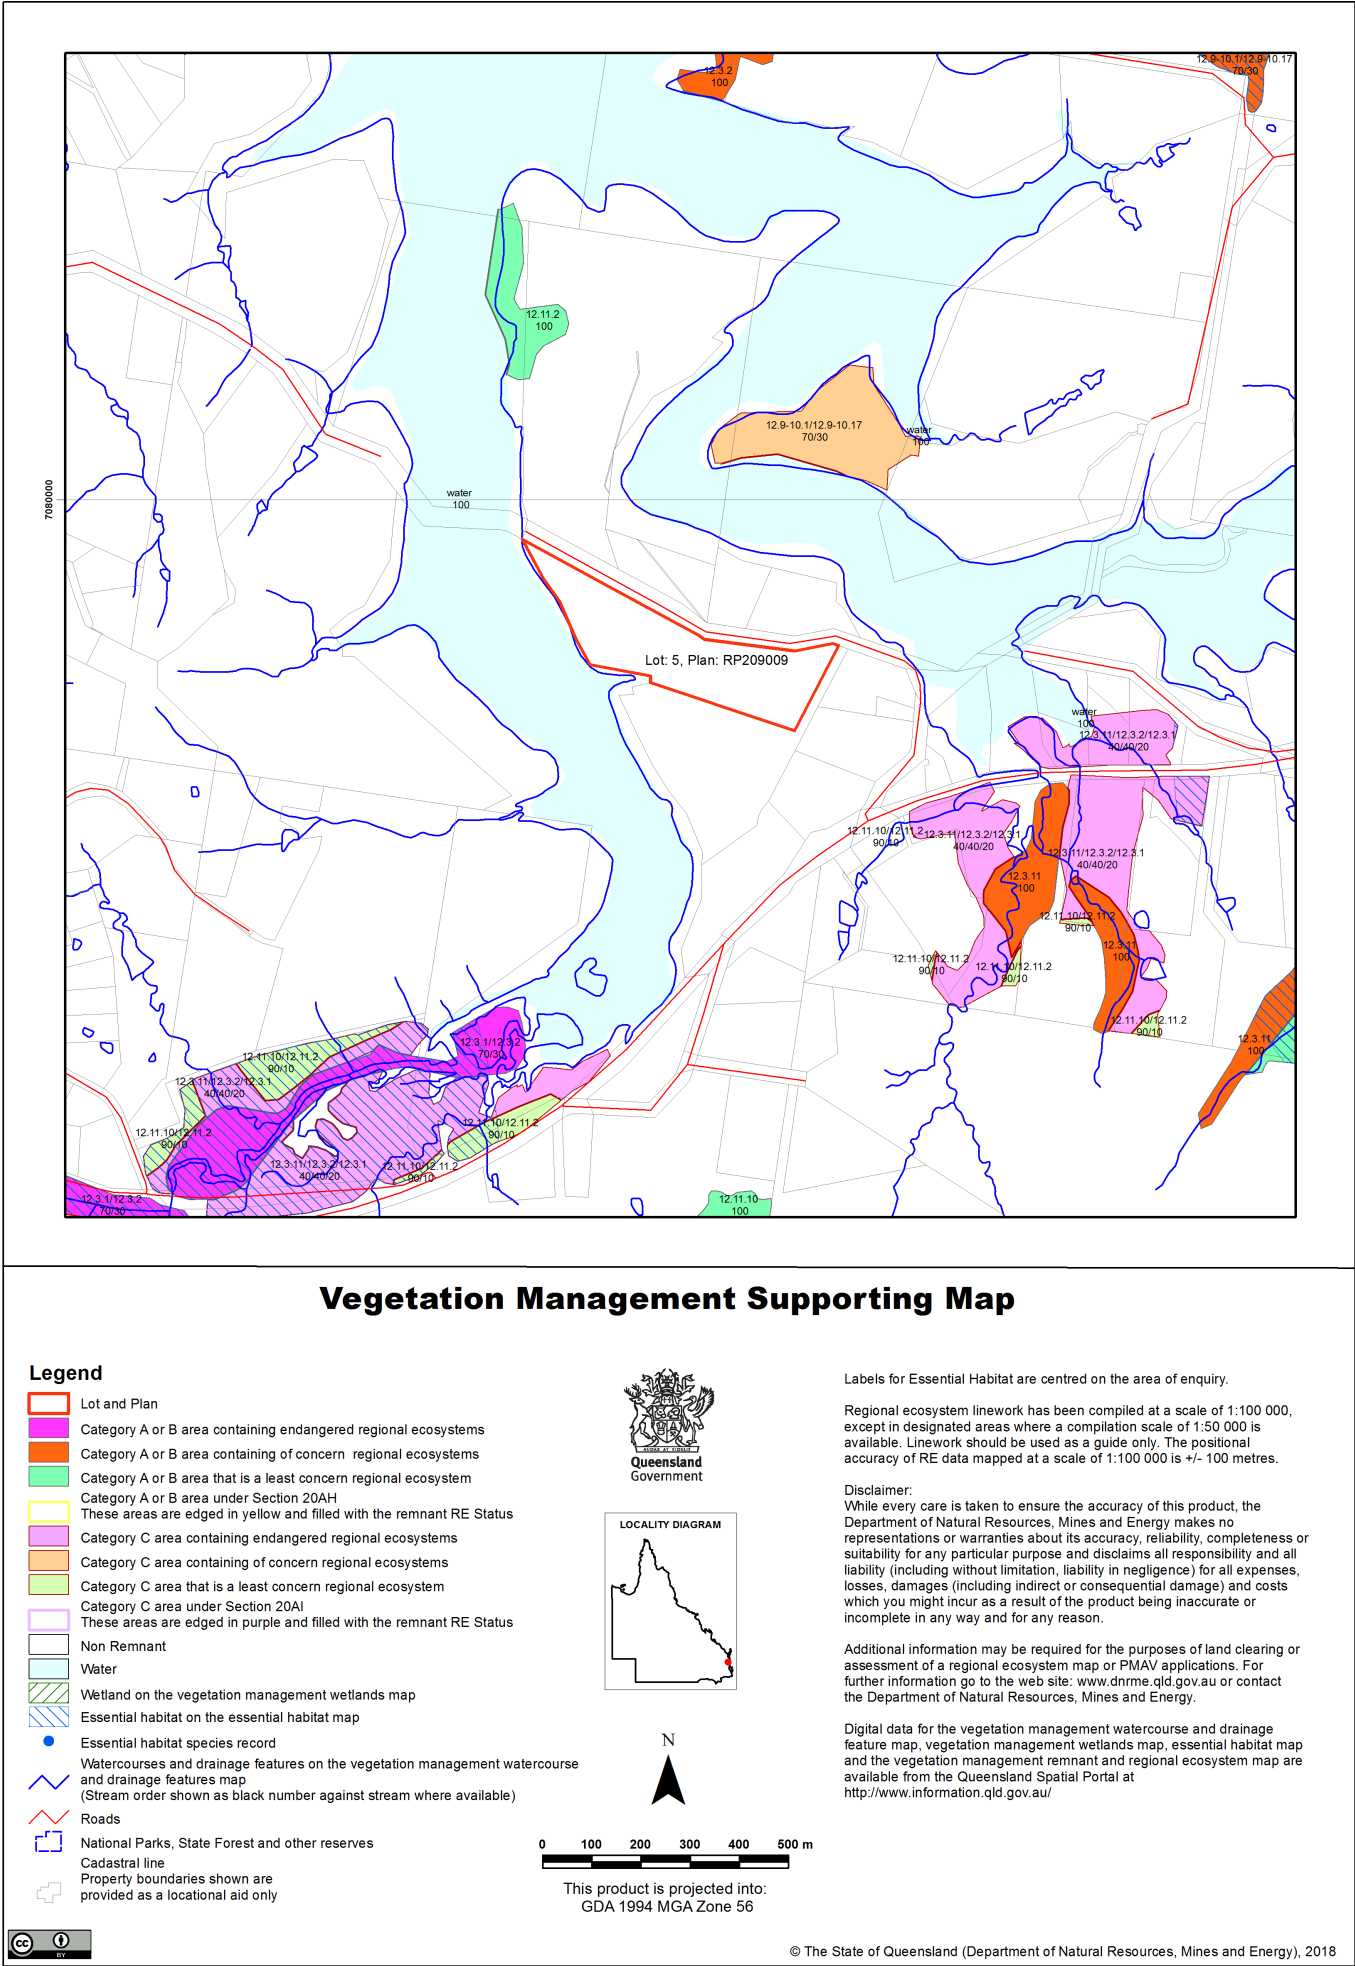 12.3.2
100
12.9-10.1/12.9-10.17
70/30
12.11.2
100
12.9-10.1/12.9-10.17
70/30
water
100
water
100
7080000
Lot: 5, Plan: RP209009
water
100
12.3.11/12.3.2/12.3.1
40/40/20
12.11.10/12.11.2
90/10
12.3.11/12.3.2/12.3.1
40/40/20
12.3.11/12.3.2/12.3.1
40/40/20
12.3.11
100
12.11.10/12.11.2
90/10
12.3.11
100
12.11.10/12.11.2
90/10
12.11.10/12.11.2
90/10
12.11.10/12.11.2
90/10
12.3.11
100
12.3.1/12.3.2
70/30
12.11.10/12.11.2
90/10
12.3.11/12.3.2/12.3.1
40/40/20
12.11.10/12.11.2
90/10
12.11.10/12.11.2
90/10
12.3.11/12.3.2/12.3.1
40/40/20
12.11.10/12.11.2
90/10
12.3.1/12.3.2
70/30
12.11.10
100
Vegetation Management Supporting Map
Legend
Lot and Plan
Category A or B area containing endangered regional ecosystems
Category A or B area containing of concern regional ecosystems
Category A or B area that is a least concern regional ecosystem
Category A or B area under Section 20AH
These areas are edged in yellow and filled with the remnant RE Status
Category C area containing endangered regional ecosystems
Category C area containing of concern regional ecosystems
Category C area that is a least concern regional ecosystem
Category C area under Section 20AI
These areas are edged in purple and filled with the remnant RE Status
Non Remnant
Water
Wetland on the vegetation management wetlands map
Essential habitat on the essential habitat map
Essential habitat species record
Watercourses and drainage features on the vegetation management watercourse
and drainage features map
(Stream order shown as black number against stream where available)
Roads
National Parks, State Forest and other reserves
Cadastral line
Property boundaries shown are
provided as a locational aid only
cc
BY
AUDAX AT FIDELIS
Queensland
Government
LOCALITY DIAGRAM
N
0 100 200 300 400 500 m
This product is projected into:
GDA 1994 MGA Zone 56
Labels for Essential Habitat are centred on the area of enquiry.
Regional ecosystem linework has been compiled at a scale of 1:100 000,
except in designated areas where a compilation scale of 1:50 000 is
available. Linework should be used as a guide only. The positional
accuracy of RE data mapped at a scale of 1:100 000 is +/- 100 metres.
Disclaimer:
While every care is taken to ensure the accuracy of this product, the
Department of Natural Resources, Mines and Energy makes no
representations or warranties about its accuracy, reliability, completeness or
suitability for any particular purpose and disclaims all responsibility and all
liability (including without limitation, liability in negligence) for all expenses,
losses, damages (including indirect or consequential damage) and costs
which you might incur as a result of the product being inaccurate or
incomplete in any way and for any reason.
Additional information may be required for the purposes of land clearing or
assessment of a regional ecosystem map or PMAV applications. For
further information go to the web site: www.dnrme.qld.gov.au or contact
the Department of Natural Resources, Mines and Energy.
Digital data for the vegetation management watercourse and drainage
feature map, vegetation management wetlands map, essential habitat map
and the vegetation management remnant and regional ecosystem map are
available from the Queensland Spatial Portal at
http://www.information.qld.gov.au/
© The State of Queensland (Department of Natural Resources, Mines and Energy), 2018